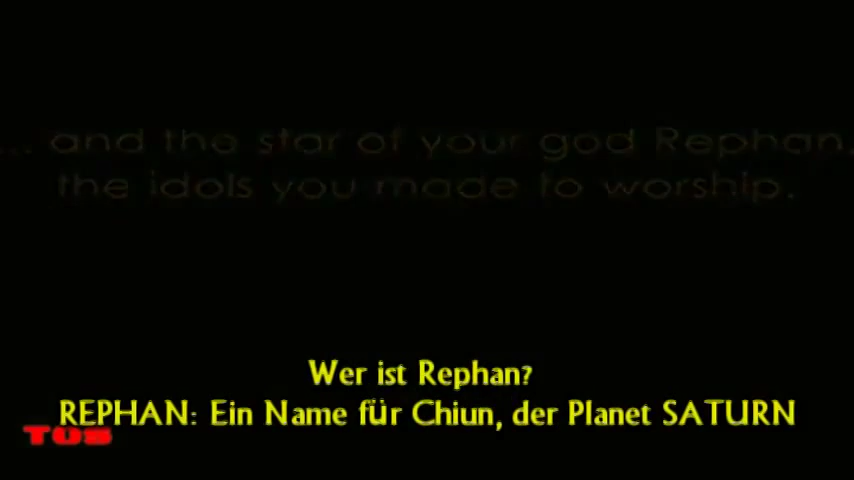 ... and the star of your god Rephan,
the idols you made to worship.
Wer ist Rephan?
REPHAN: Ein Name für Chiun, der Planet SATURN
TOS